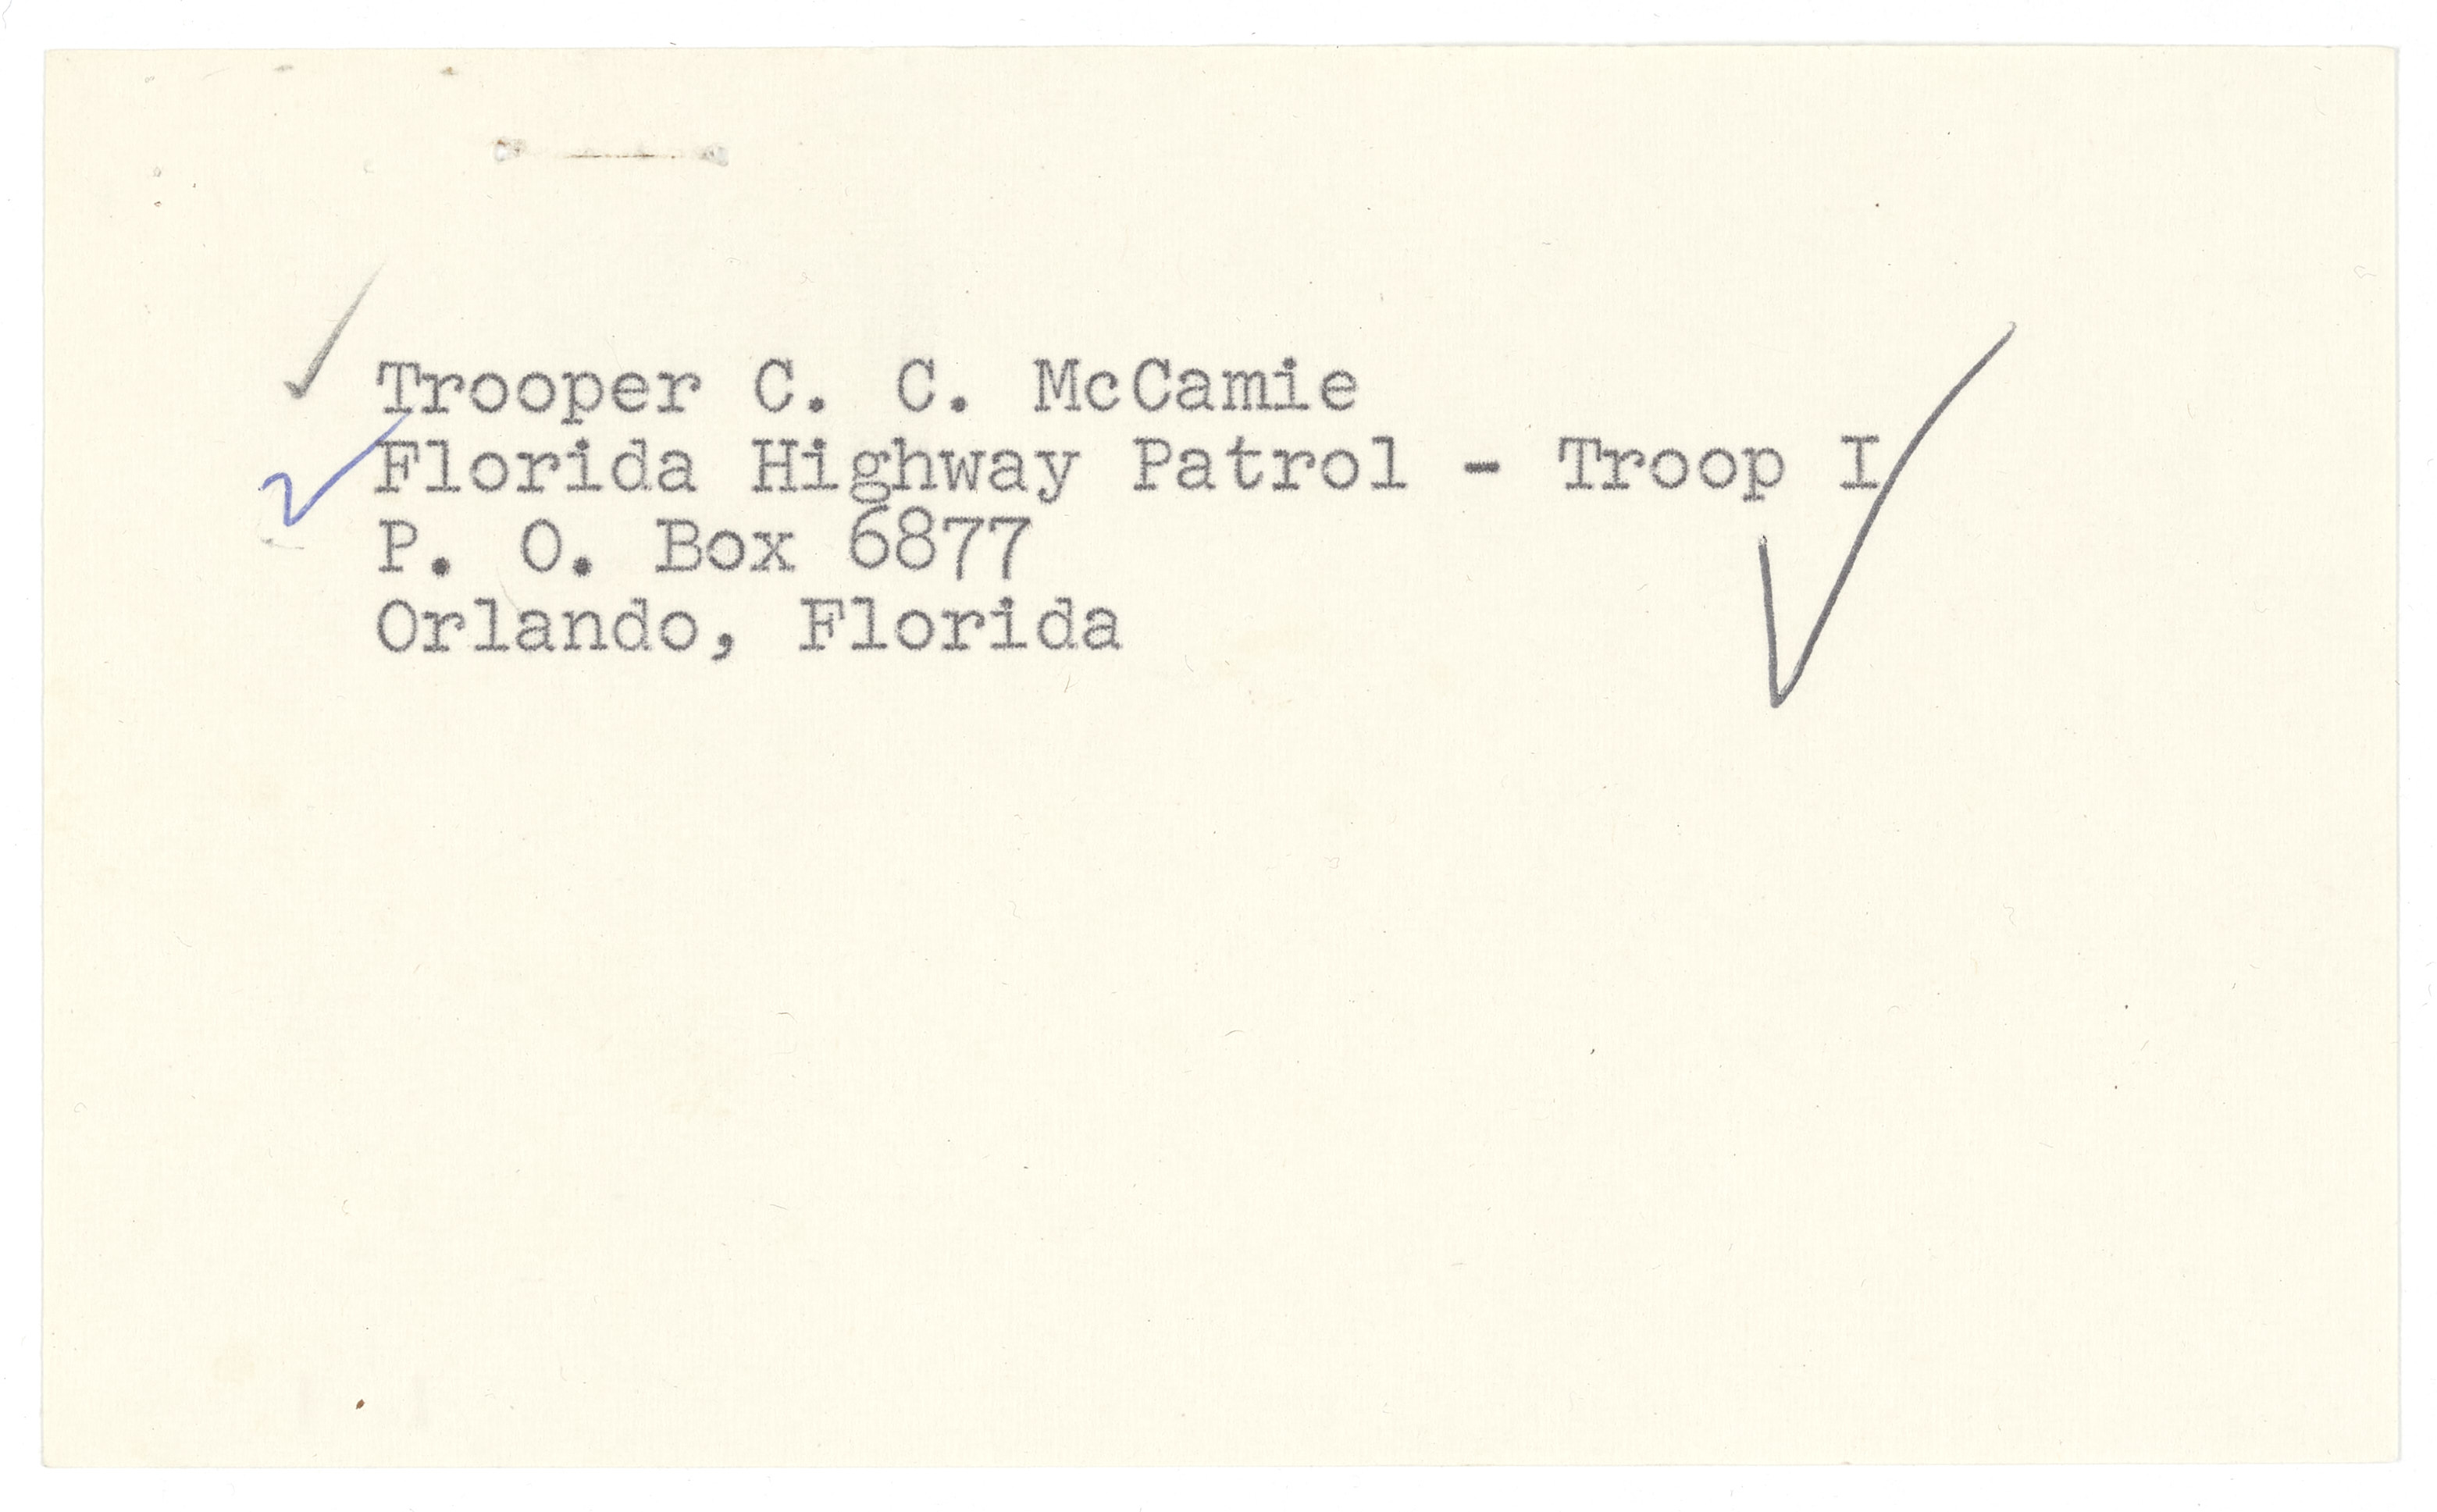 Trooper C. C. McCamie
Florida Highway Patrol - Troop I
P. O. Box 6877
Orlando, Florida